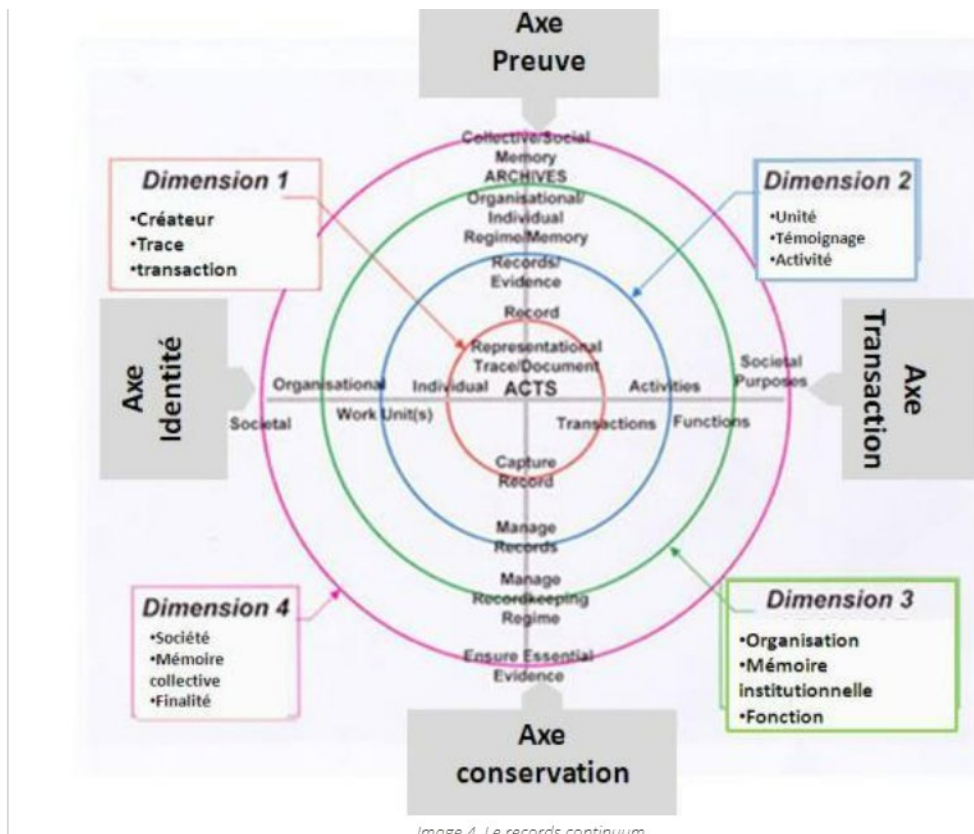 Axe
Preuve
Collective/Social
Memory
ARCHIVES
Organisational/
Individual
Regime/Memory
Records/
Evidence
Record
Representational
Trace/Document
ACTS
Dimension 1
•Créateur
•Trace
•transaction
Dimension 2
•Unité
•Témoignage
•Activité
Axe
Identité
Organisational
Individual
Work Unit(s)
Societal
Activities
Societal
Purposes
Transactions
Functions
Axe
Transaction
Capture
Record
Manage
Records
Manage
Recordkeeping
Regime
Ensure Essential
Evidence
Dimension 4
•Société
•Mémoire
collective
•Finalité
Dimension 3
•Organisation
•Mémoire
institutionnelle
•Fonction
Axe
conservation
Image 4. Le records continuum